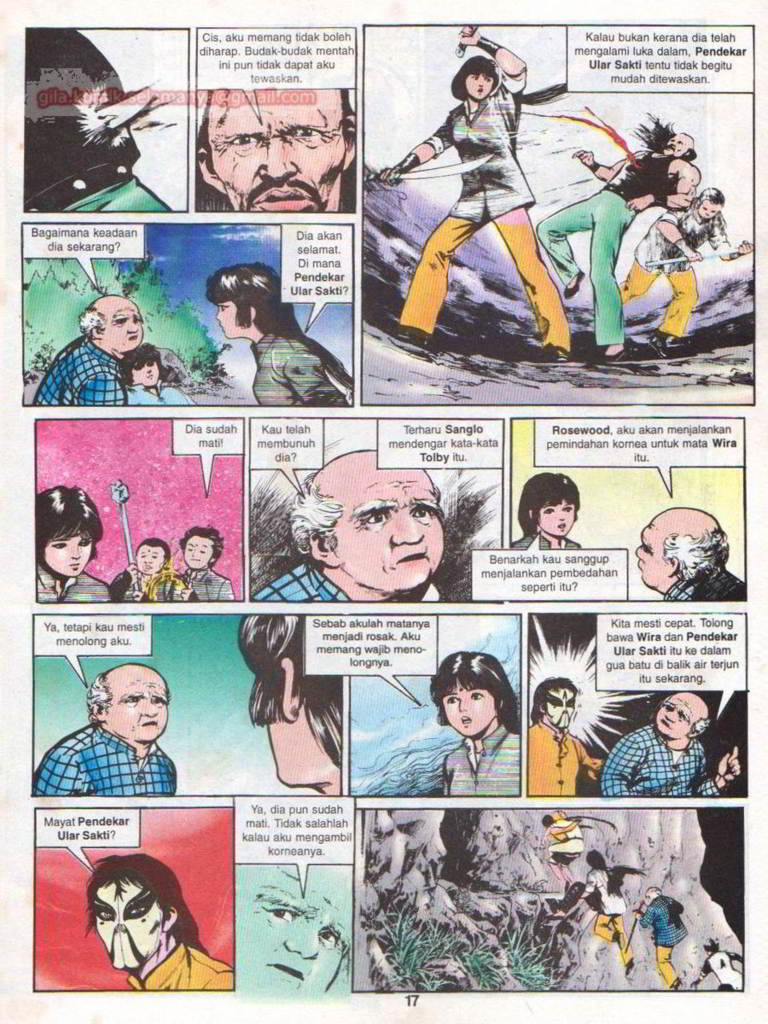 Cis, aku memang tidak boleh
diharap. Budak-budak mentah
ini pun tidak dapat aku
tewaskan.
gila.komik.selamanya@gmail.com
Kalau bukan kerana dia telah
mengalami luka dalam, Pendekar
Ular Sakti tentu tidak begitu
mudah ditewaskan.
Bagaimana keadaan
dia sekarang?
Dia akan
selamat.
Di mana
Pendekar
Ular Sakti?
Dia sudah
mati!
Kau telah
membunuh
dia?
Terharu Sanglo
mendengar kata-kata
Tolby itu.
Rosewood, aku akan menjalankan
pemindahan kornea untuk mata Wira
itu.
Benarkah kau sanggup
menjalankan pembedahan
seperti itu?
Ya, tetapi kau mesti
menolong aku.
Sebab akulah matanya
menjadi rosak. Aku
memang wajib meno-
longnya.
Kita mesti cepat. Tolong
bawa Wira dan Pendekar
Ular Sakti itu ke dalam
gua batu di balik air terjun
itu sekarang.
Mayat Pendekar
Ular Sakti?
Ya, dia pun sudah
mati. Tidak salahlah
kalau aku mengambil
korneanya.
17